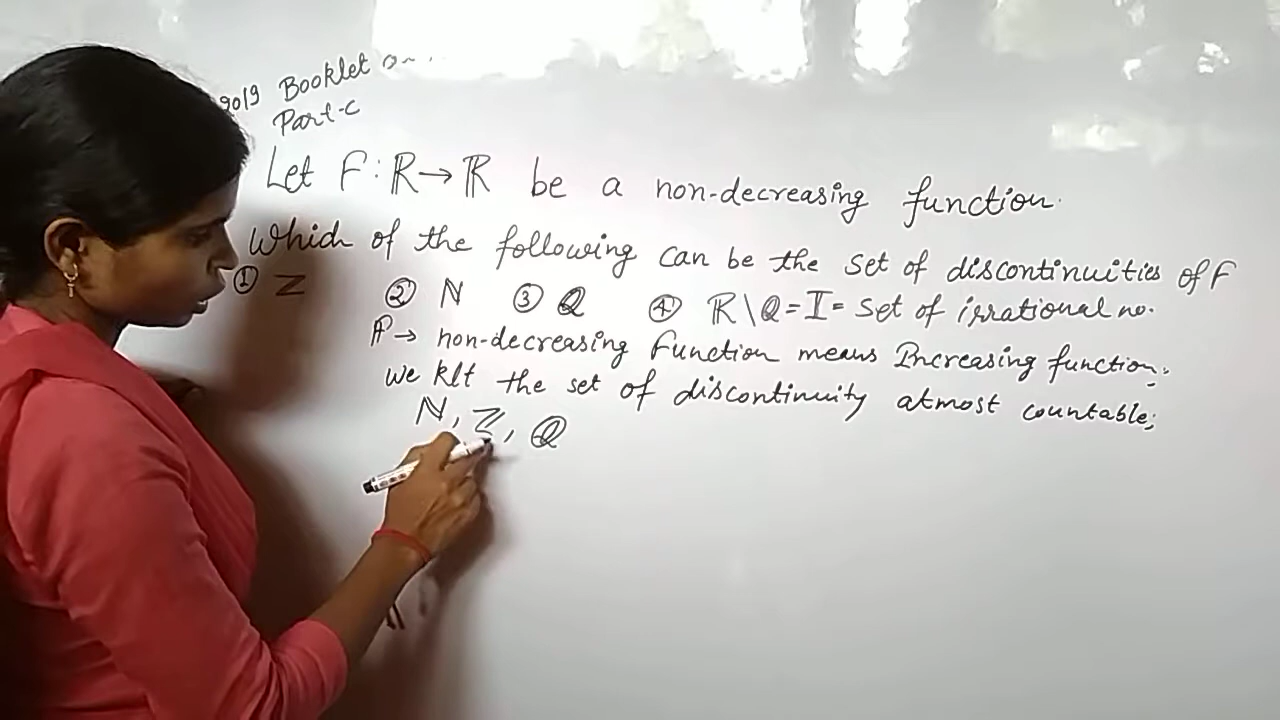 2019 Booklet
Part-C
Let F: ℝ→ℝ be a non-decreasing function.
Which of the following can be the set of discontinuities of F
① Z ② ℕ ③ ℚ ④ ℝ\ℚ = I = set of irrational no.
→ non-decreasing function means Increasing function.
we klt the set of discontinuity atmost countable;
ℕ, ℤ, ℚ